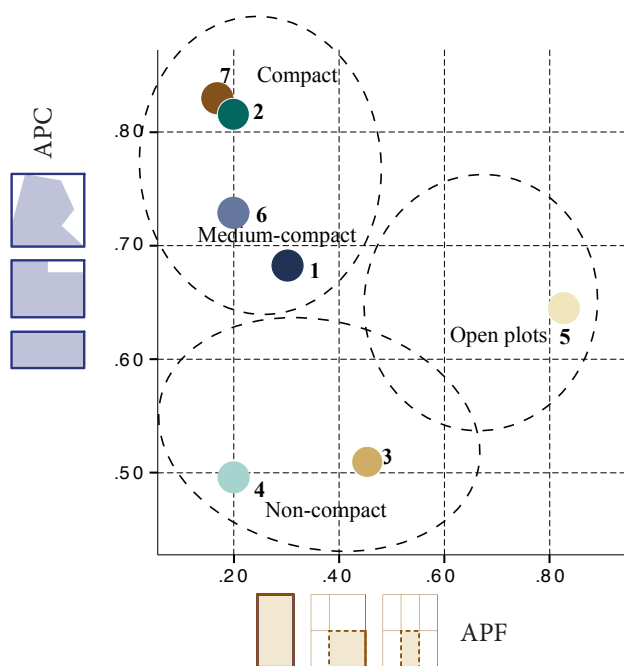 7
Compact
2
.80
APC
6
Medium-compact
.70
1
Open plots
5
.60
3
.50
4
Non-compact
.20
.40
.60
.80
APF